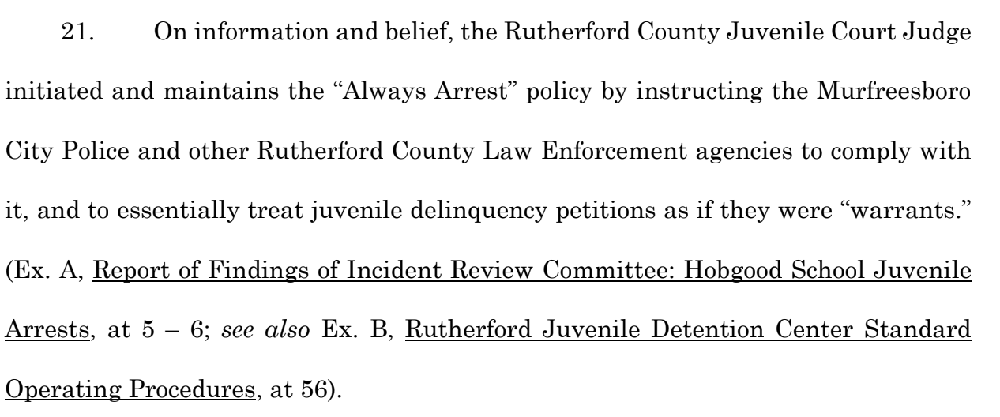 21. On information and belief, the Rutherford County Juvenile Court Judge
initiated and maintains the “Always Arrest” policy by instructing the Murfreesboro
City Police and other Rutherford County Law Enforcement agencies to comply with
it, and to essentially treat juvenile delinquency petitions as if they were “warrants.”
(Ex. A, Report of Findings of Incident Review Committee: Hobgood School Juvenile
Arrests, at 5 – 6; see also Ex. B, Rutherford Juvenile Detention Center Standard
Operating Procedures, at 56).